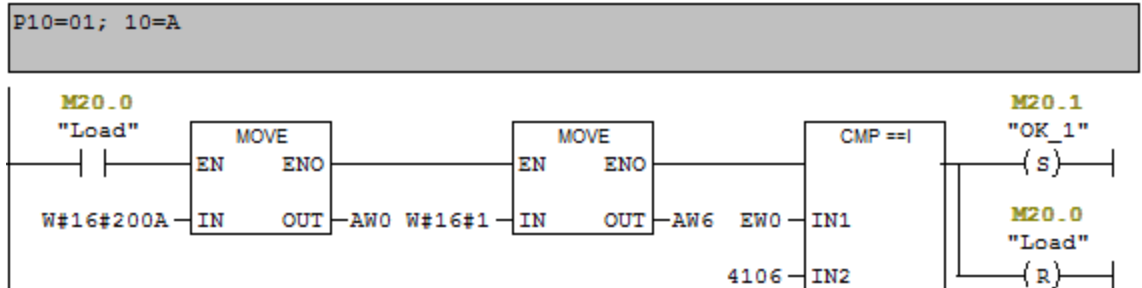 P10=01; 10=A
M20.0
"Load"
MOVE
EN ENO
W#16#200A IN OUT AW0
MOVE
EN ENO
W#16#1 IN OUT AW6
CMP ==I
EW0 IN1
4106 IN2
M20.1
"OK_1"
S
M20.0
"Load"
R